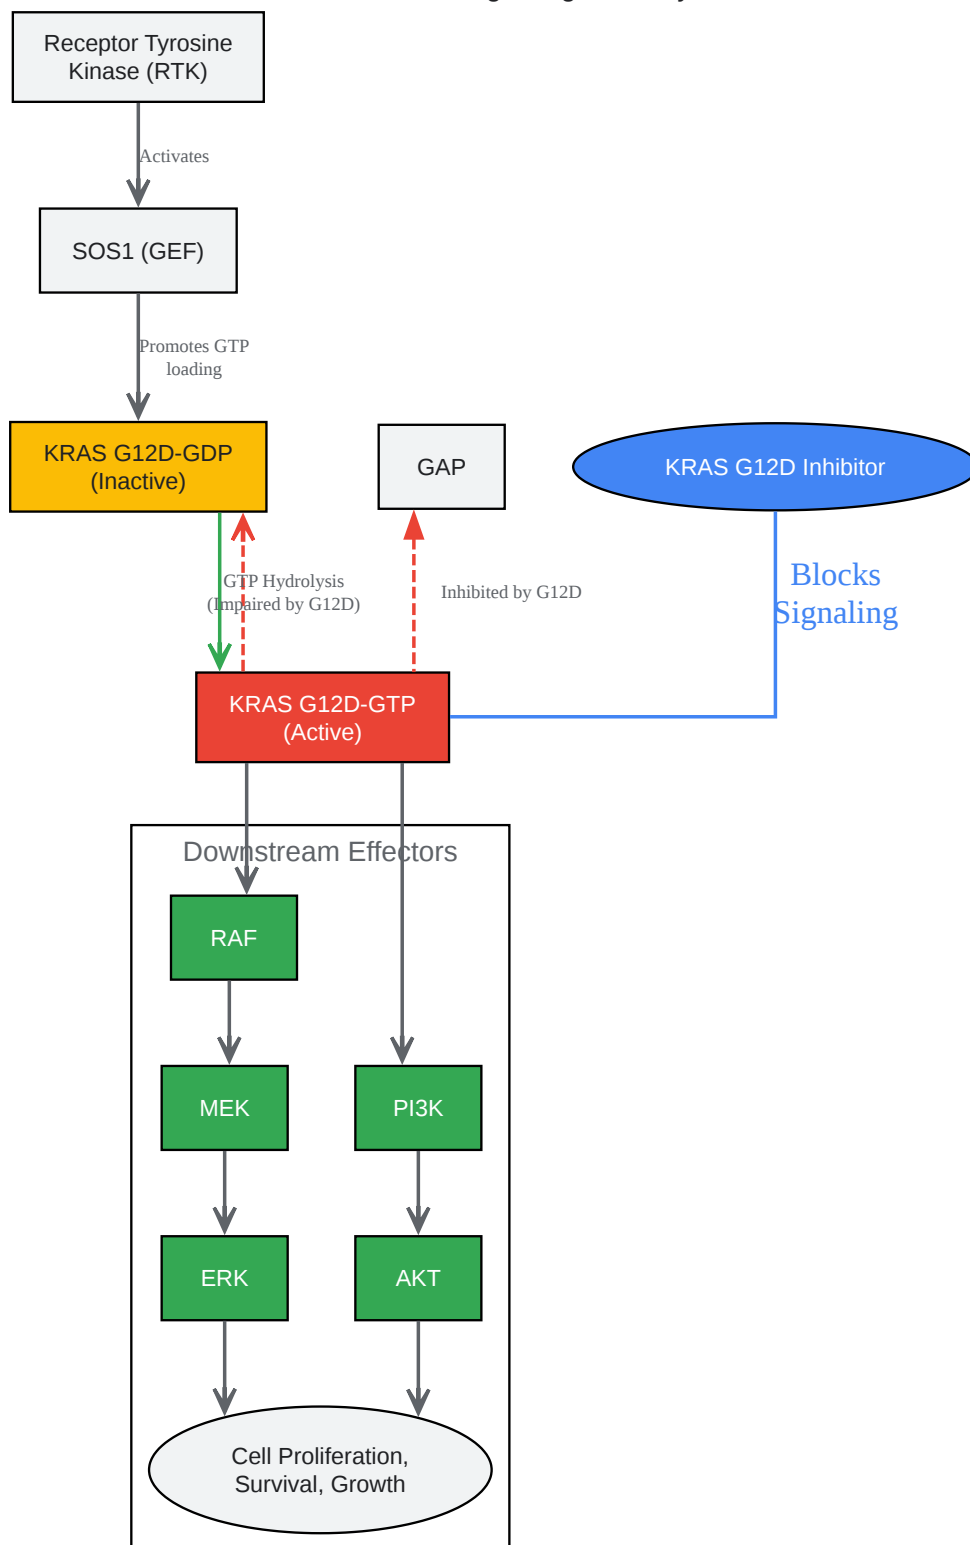 Receptor Tyrosine
Kinase (RTK)
Activates
SOS1 (GEF)
Promotes GTP
loading
KRAS G12D-GDP
(Inactive)
GAP
KRAS G12D Inhibitor
GTP Hydrolysis
(Impaired by G12D)
Inhibited by G12D
Blocks
Signaling
KRAS G12D-GTP
(Active)
Downstream Effectors
RAF
MEK
PI3K
ERK
AKT
Cell Proliferation,
Survival, Growth